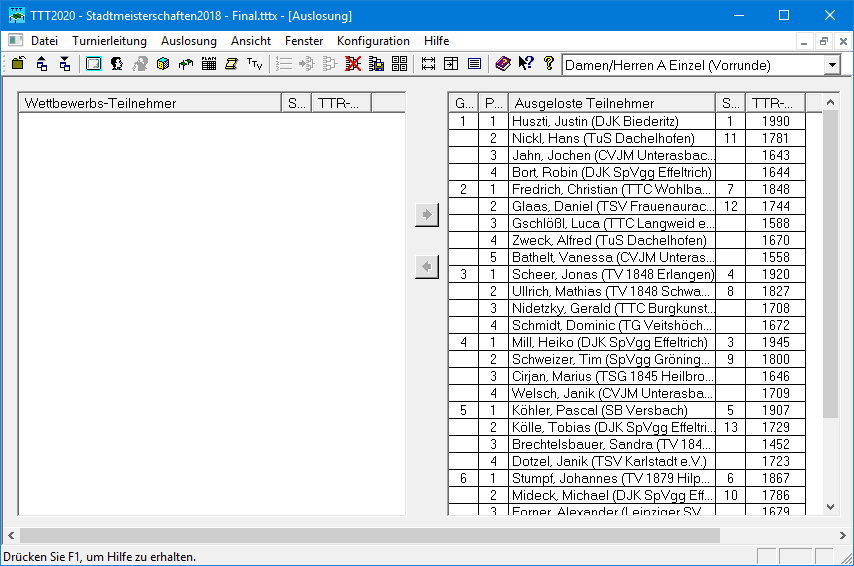 TTT2020 - Stadtmeisterschaften2018 - Final.tttx - [Auslosung]
Datei Turnierleitung Auslosung Ansicht Fenster Konfiguration Hilfe
TTV Damen/Herren A Einzel (Vorrunde)
Wettbewerbs-Teilnehmer S... TTR-...
G... P... Ausgeloste Teilnehmer S... TTR-...
1 1 Huszti, Justin (DJK Biederitz) 1 1990
2 Nickl, Hans (TuS Dachelhofen) 11 1781
3 Jahn, Jochen (CVJM Unterasbac... 1643
4 Bort, Robin (DJK SpVgg Effeltrich) 1644
2 1 Fredrich, Christian (TTC Wohlba... 7 1848
2 Glaas, Daniel (TSV Frauenaurac... 12 1744
3 Gschlößl, Luca (TTC Langweid e... 1588
4 Zweck, Alfred (TuS Dachelhofen) 1670
5 Bathelt, Vanessa (CVJM Unteras... 1558
3 1 Scheer, Jonas (TV 1848 Erlangen) 4 1920
2 Ullrich, Mathias (TV 1848 Schwa... 8 1827
3 Nidetzky, Gerald (TTC Burgkunst... 1708
4 Schmidt, Dominic (TG Veitshöch... 1672
4 1 Mill, Heiko (DJK SpVgg Effeltrich) 3 1945
2 Schweizer, Tim (SpVgg Gröning... 9 1800
3 Cirjan, Marius (TSG 1845 Heilbro... 1646
4 Welsch, Janik (CVJM Unterasba... 1709
5 1 Köhler, Pascal (SB Versbach) 5 1907
2 Kölle, Tobias (DJK SpVgg Effeltri... 13 1729
3 Brechtelsbauer, Sandra (TV 184... 1452
4 Dotzel, Janik (TSV Karlstadt e.V.) 1723
6 1 Stumpf, Johannes (TV 1879 Hilp... 6 1867
2 Mideck, Michael (DJK SpVgg Eff... 10 1786
3 Forner, Alexander (Leipziger SV ... 1679
Drücken Sie F1, um Hilfe zu erhalten.